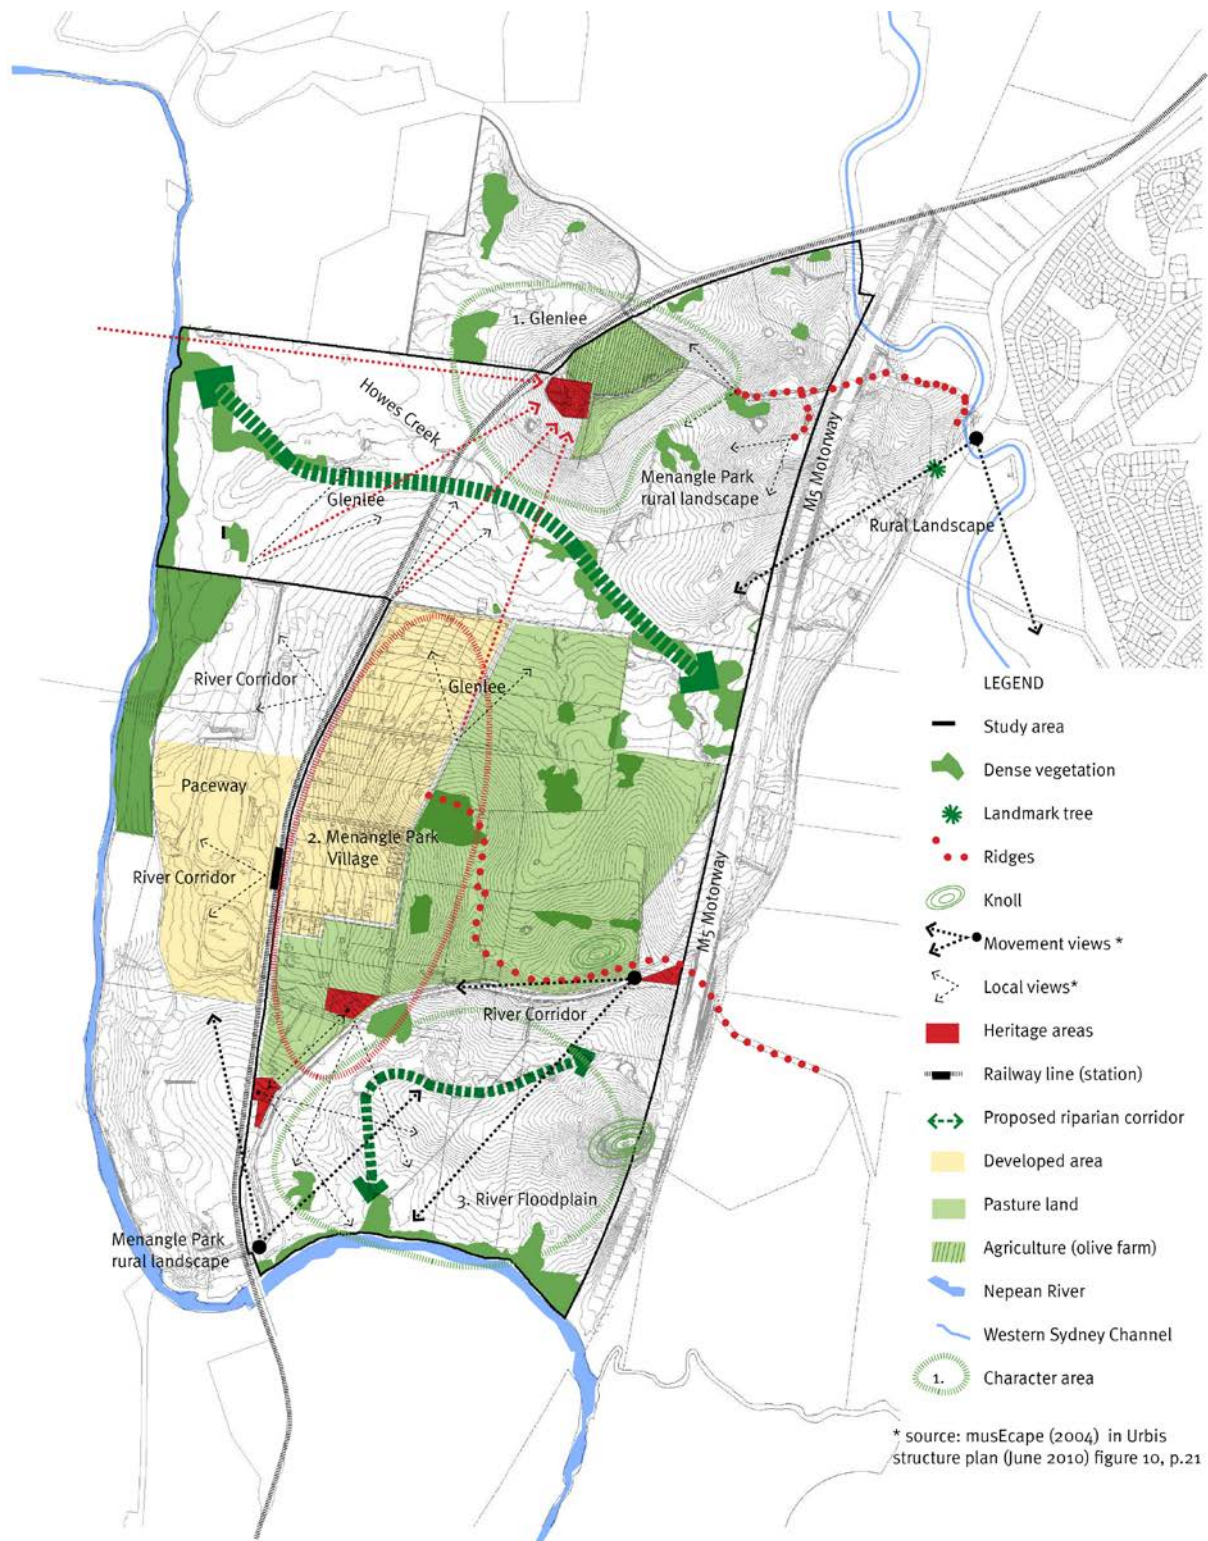 1. Glenlee
Howes Creek
Glenlee
Menangle Park
rural landscape
M5 Motorway
Rural Landscape
River Corridor
Glenlee
Paceway
2. Menangle Park
Village
River Corridor
M5 Motorway
River Corridor
3. River Floodplain
Menangle Park
rural landscape
LEGEND
Study area
Dense vegetation
Landmark tree
Ridges
Knoll
Movement views *
Local views*
Heritage areas
Railway line (station)
Proposed riparian corridor
Developed area
Pasture land
Agriculture (olive farm)
Nepean River
Western Sydney Channel
1.
Character area
* source: musEcape (2004) in Urbis
structure plan (June 2010) figure 10, p.21